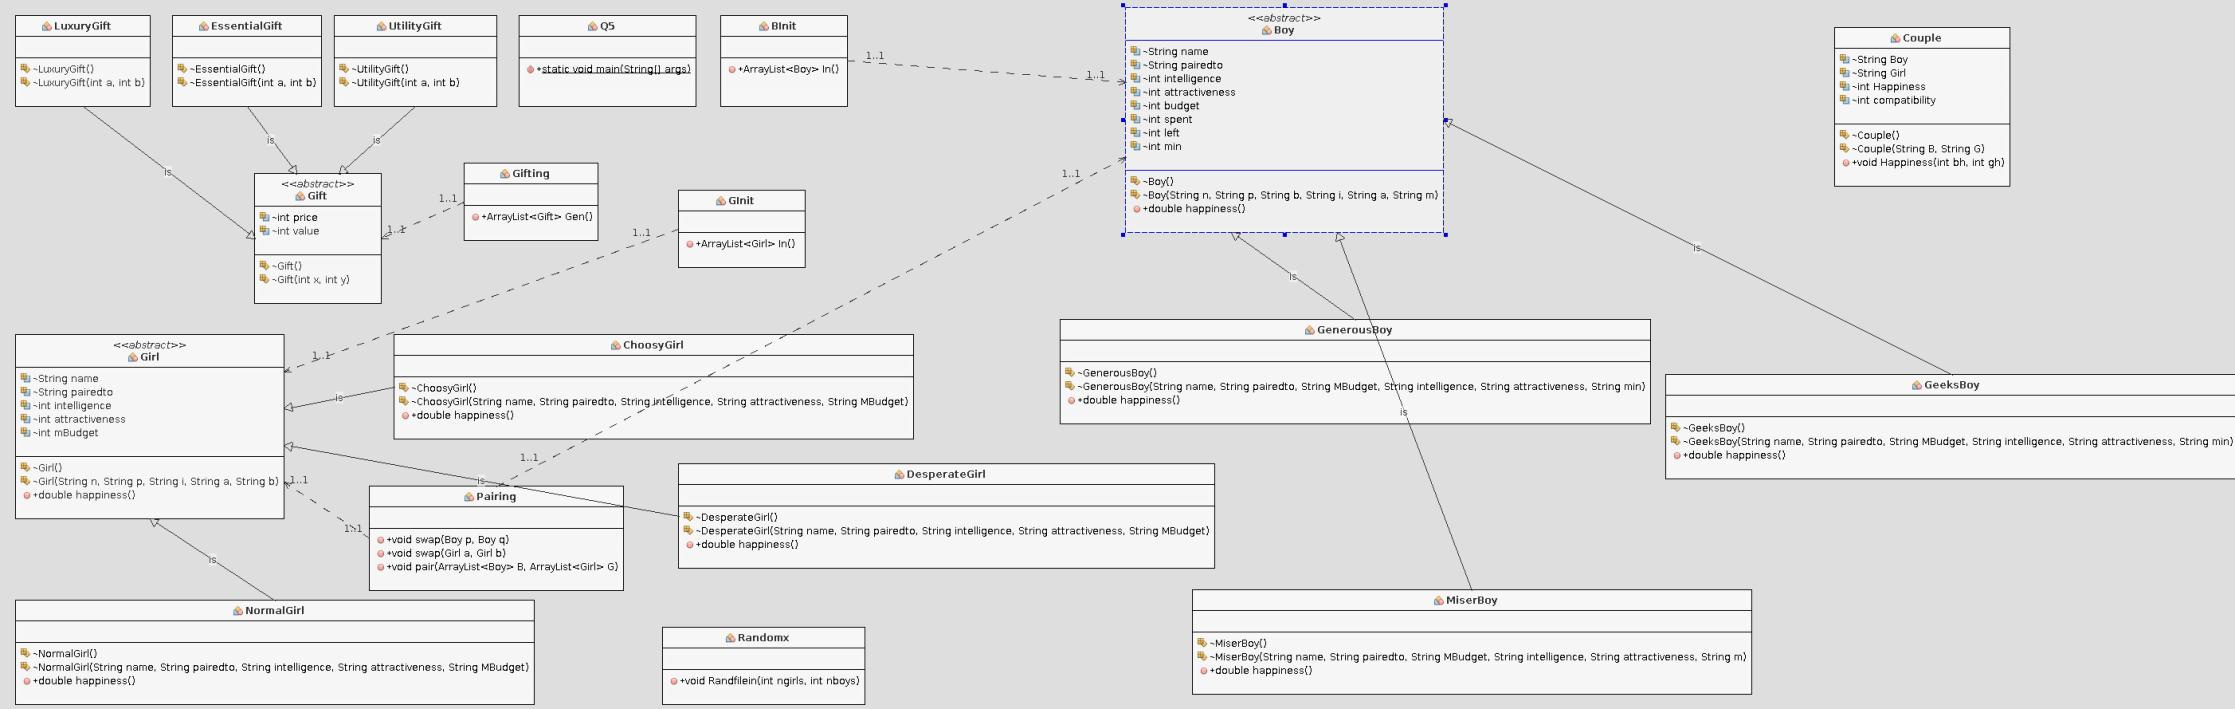 LuxuryGift
~LuxuryGift()
~LuxuryGift(int a, int b)
EssentialGift
~EssentialGift()
~EssentialGift(int a, int b)
UtilityGift
~UtilityGift()
~UtilityGift(int a, int b)
Q5
+static void main(String[] args)
BInit
+ArrayList<Boy> In()
1..1
1..1
<<abstract>>
Boy
~String name
~String pairedto
~int intelligence
~int attractiveness
~int budget
~int spent
~int left
~int min
~Boy()
~Boy(String n, String p, String b, String i, String a, String m)
+double happiness()
Couple
~String Boy
~String Girl
~int Happiness
~int compatibility
~Couple()
~Couple(String B, String G)
+void Happiness(int bh, int gh)
is
is
is
<<abstract>>
Gift
~int price
~int value
~Gift()
~Gift(int x, int y)
Gifting
+ArrayList<Gift> Gen()
1..1
1..1
GInit
+ArrayList<Girl> In()
1..1
1..1
1..1
1..1
is
is
is
<<abstract>>
Girl
~String name
~String pairedto
~int intelligence
~int attractiveness
~int mBudget
~Girl()
~Girl(String n, String p, String i, String a, String b)
+double happiness()
ChoosyGirl
~ChoosyGirl()
~ChoosyGirl(String name, String pairedto, String intelligence, String attractiveness, String MBudget)
+double happiness()
GenerousBoy
~GenerousBoy()
~GenerousBoy(String name, String pairedto, String MBudget, String intelligence, String attractiveness, String min)
+double happiness()
GeeksBoy
~GeeksBoy()
~GeeksBoy(String name, String pairedto, String MBudget, String intelligence, String attractiveness, String min)
+double happiness()
is
is
is
1..1
1..1
Pairing
+void swap(Boy p, Boy q)
+void swap(Girl a, Girl b)
+void pair(ArrayList<Boy> B, ArrayList<Girl> G)
DesperateGirl
~DesperateGirl()
~DesperateGirl(String name, String pairedto, String intelligence, String attractiveness, String MBudget)
+double happiness()
NormalGirl
~NormalGirl()
~NormalGirl(String name, String pairedto, String intelligence, String attractiveness, String MBudget)
+double happiness()
Randomx
+void Randfilein(int ngirls, int nboys)
MiserBoy
~MiserBoy()
~MiserBoy(String name, String pairedto, String MBudget, String intelligence, String attractiveness, String m)
+double happiness()